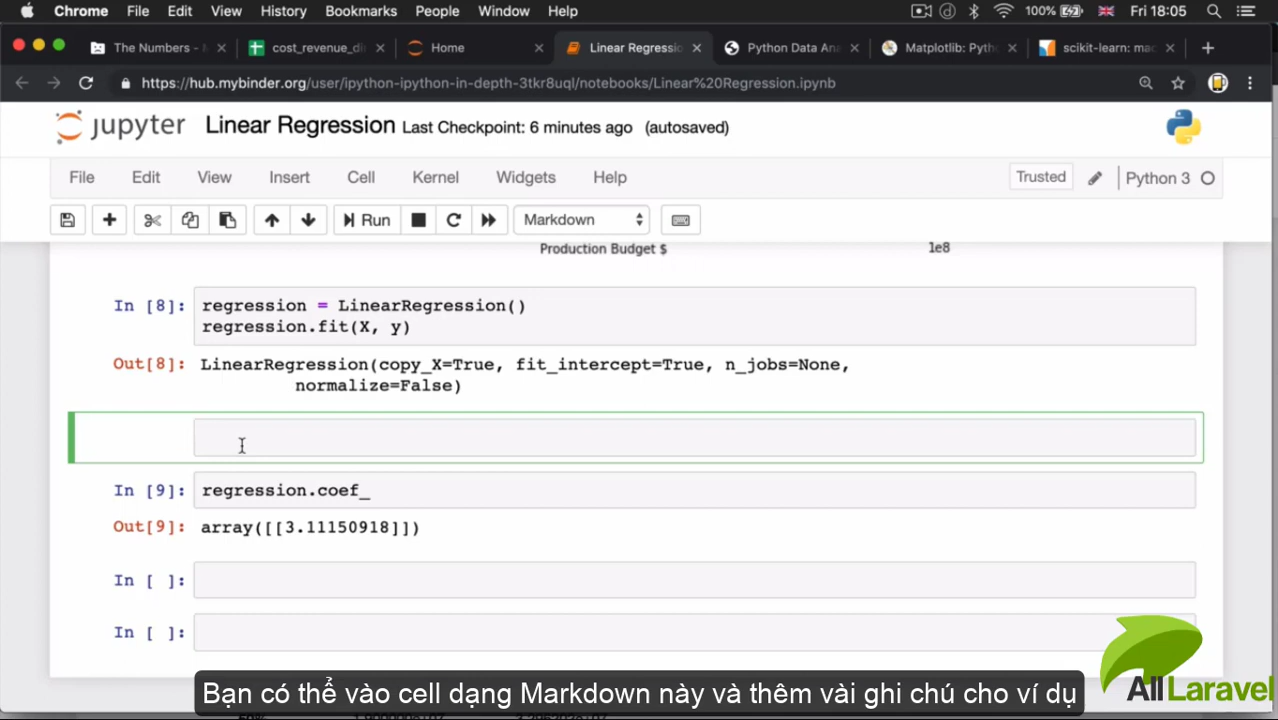 Chrome File Edit View History Bookmarks People Window Help 100% Fri 18:05
The Numbers - cost_revenue_di Home Linear Regressio Python Data Ana Matplotlib: Pyth scikit-learn: mac
https://hub.mybinder.org/user/ipython-ipython-in-depth-3tkr8uql/notebooks/Linear%20Regression.ipynb
jupyter Linear Regression Last Checkpoint: 6 minutes ago (autosaved)
File Edit View Insert Cell Kernel Widgets Help Trusted Python 3
Run Markdown
Production Budget $ 1e8
In [8]: regression = LinearRegression()
regression.fit(X, y)
Out[8]: LinearRegression(copy_X=True, fit_intercept=True, n_jobs=None,
normalize=False)
In [9]: regression.coef_
Out[9]: array([[3.11150918]])
In [ ]:
In [ ]:
Bạn có thể vào cell dạng Markdown này và thêm vài ghi chú cho ví dụ
AllLaravel